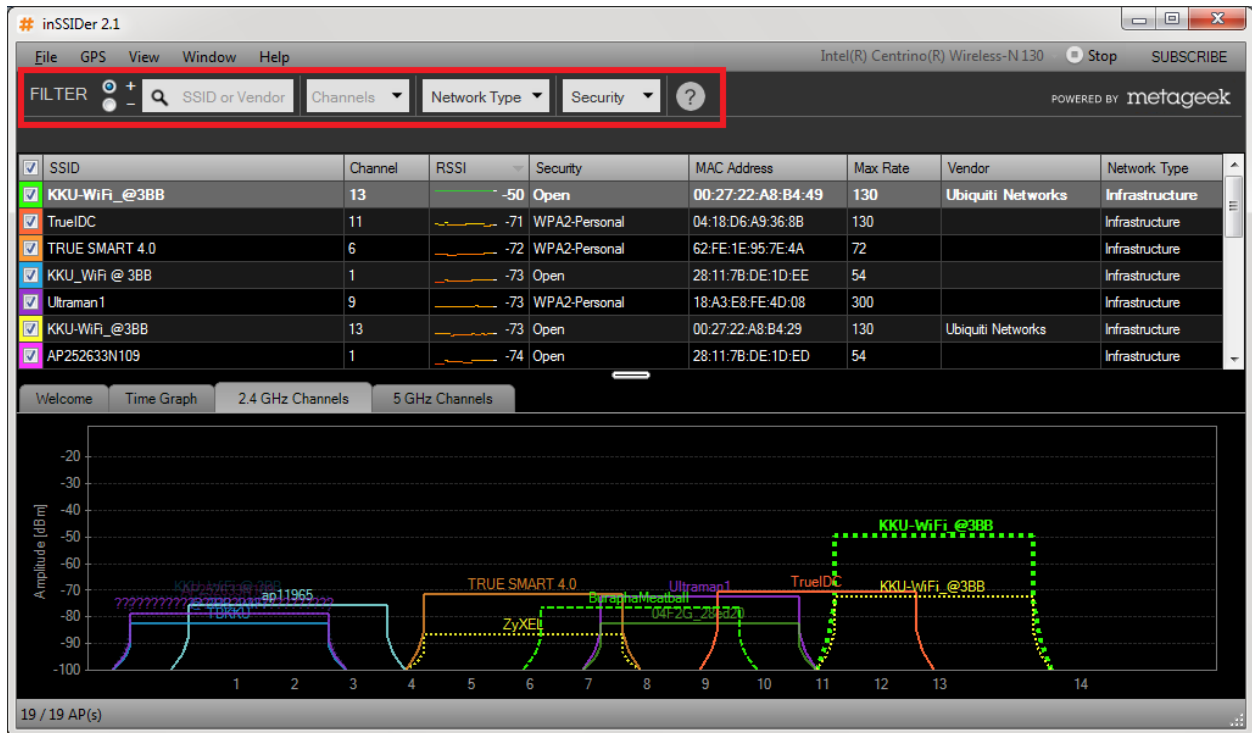 inSSIDer 2.1
File GPS View Window Help Intel(R) Centrino(R) Wireless-N 130 Stop SUBSCRIBE
FILTER + - SSID or Vendor Channels Network Type Security ? POWERED BY metageek
SSID Channel RSSI Security MAC Address Max Rate Vendor Network Type
KKU-WiFi_@3BB 13 -50 Open 00:27:22:A8:B4:49 130 Ubiquiti Networks Infrastructure
TrueIDC 11 -71 WPA2-Personal 04:18:D6:A9:36:8B 130 Infrastructure
TRUE SMART 4.0 6 -72 WPA2-Personal 62:FE:1E:95:7E:4A 72 Infrastructure
KKU_WiFi @ 3BB 1 -73 Open 28:11:7B:DE:1D:EE 54 Infrastructure
Ultraman1 9 -73 WPA2-Personal 18:A3:E8:FE:4D:08 300 Infrastructure
KKU-WiFi_@3BB 13 -73 Open 00:27:22:A8:B4:29 130 Ubiquiti Networks Infrastructure
AP252633N109 1 -74 Open 28:11:7B:DE:1D:ED 54 Infrastructure
Welcome Time Graph 2.4 GHz Channels 5 GHz Channels
Amplitude [dBm]
-20
-30
-40
-50
-60
-70
-80
-90
-100
KKU-WiFi_@3BB
TRUE SMART 4.0 Ultraman1 TrueIDC KKU-WiFi_@3BB
ap11965 BuraphaMeatball
TBKKU ZyXEL 04F2G_28ed20
1 2 3 4 5 6 7 8 9 10 11 12 13 14
19 / 19 AP(s)